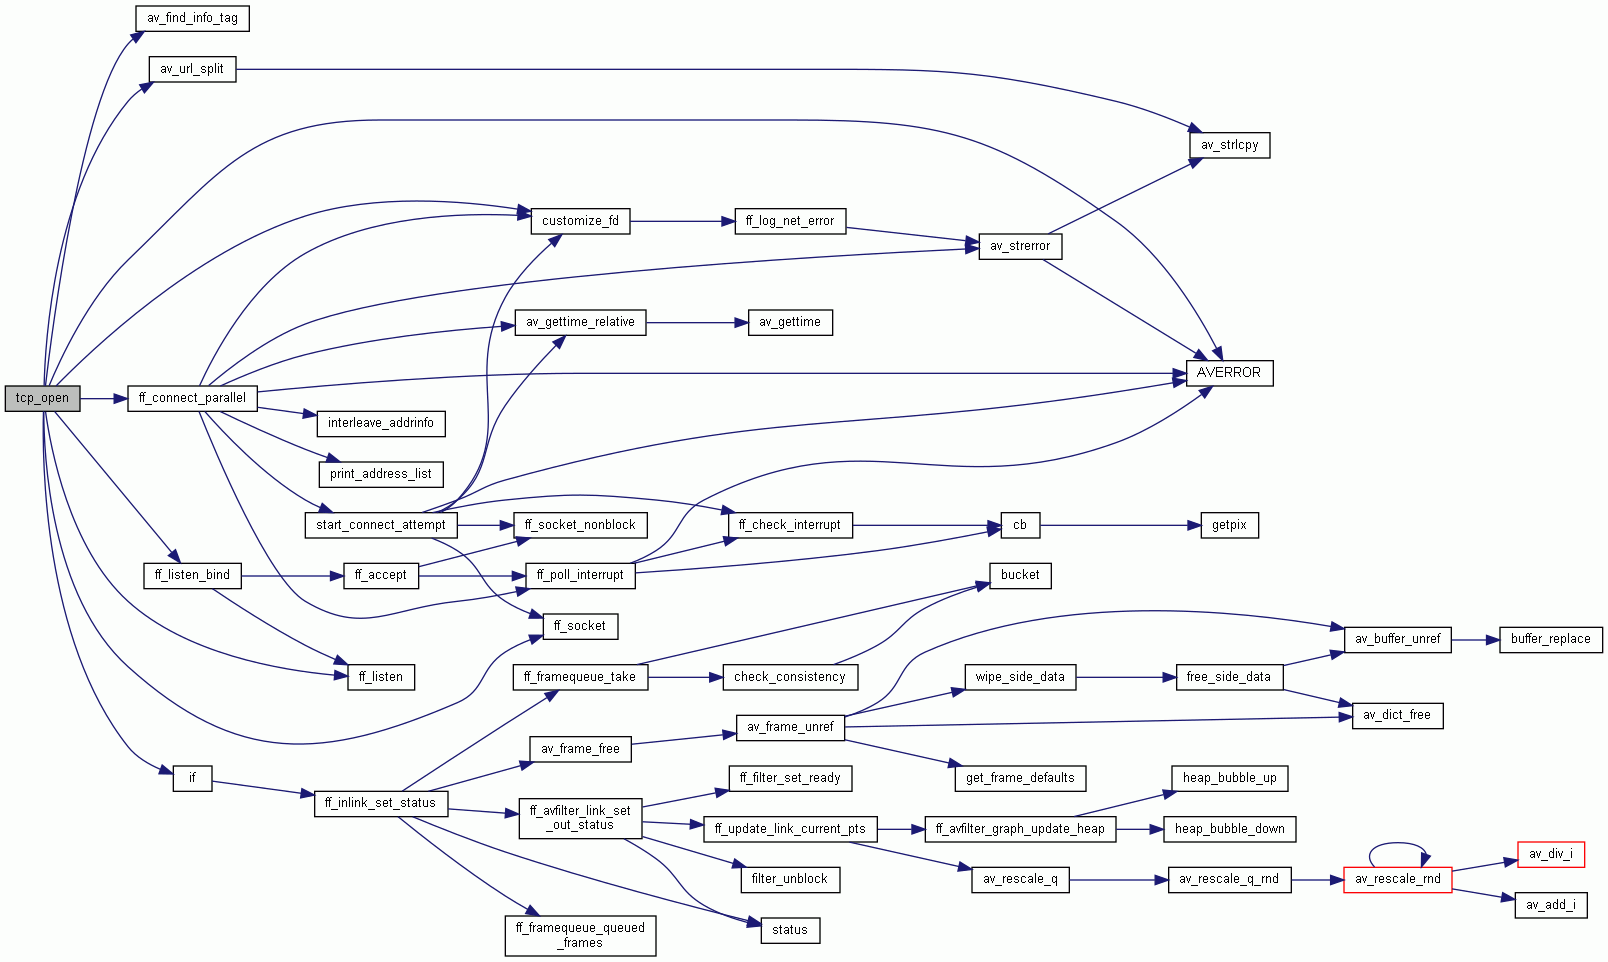 av_find_info_tag
av_url_split
av_strlcpy
customize_fd
ff_log_net_error
av_strerror
av_gettime_relative
av_gettime
AVERROR
tcp_open
ff_connect_parallel
interleave_addrinfo
print_address_list
start_connect_attempt
ff_socket_nonblock
ff_check_interrupt
cb
getpix
ff_listen_bind
ff_accept
ff_poll_interrupt
bucket
ff_socket
av_buffer_unref
buffer_replace
ff_listen
ff_framequeue_take
check_consistency
wipe_side_data
free_side_data
av_dict_free
av_frame_unref
av_frame_free
if
ff_filter_set_ready
get_frame_defaults
heap_bubble_up
ff_inlink_set_status
ff_avfilter_link_set
_out_status
ff_update_link_current_pts
ff_avfilter_graph_update_heap
heap_bubble_down
av_div_i
filter_unblock
av_rescale_q
av_rescale_q_rnd
av_rescale_rnd
av_add_i
status
ff_framequeue_queued
_frames